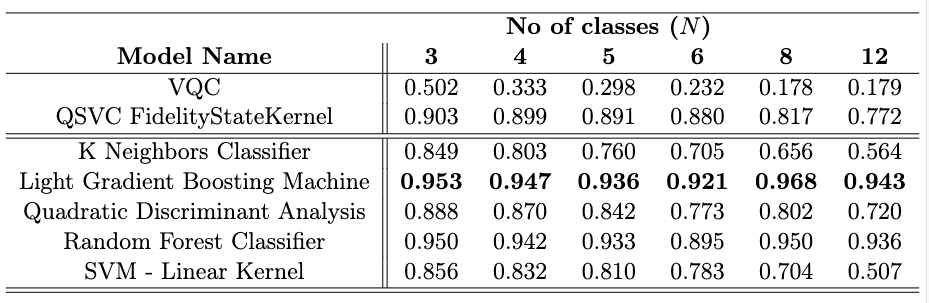 No of classes (N)
Model Name 3 4 5 6 8 12
VQC 0.502 0.333 0.298 0.232 0.178 0.179
QSVC FidelityStateKernel 0.903 0.899 0.891 0.880 0.817 0.772
K Neighbors Classifier 0.849 0.803 0.760 0.705 0.656 0.564
Light Gradient Boosting Machine 0.953 0.947 0.936 0.921 0.968 0.943
Quadratic Discriminant Analysis 0.888 0.870 0.842 0.773 0.802 0.720
Random Forest Classifier 0.950 0.942 0.933 0.895 0.950 0.936
SVM - Linear Kernel 0.856 0.832 0.810 0.783 0.704 0.507